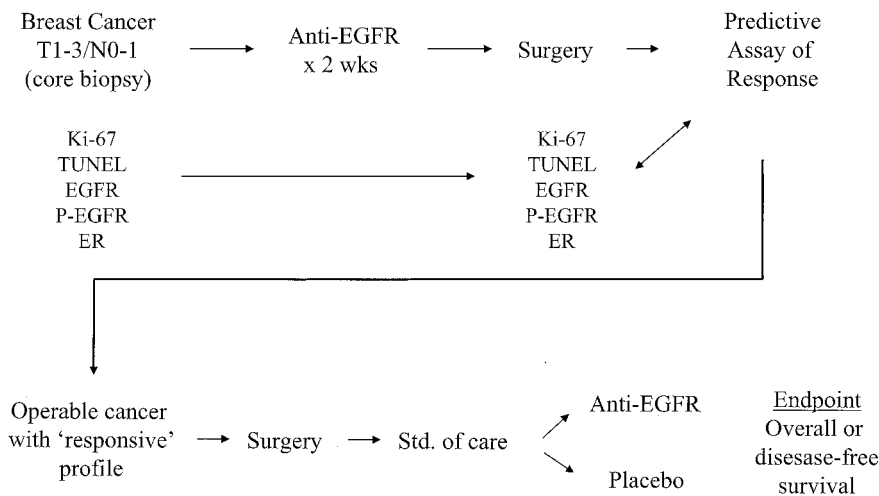 Breast Cancer
T1-3/N0-1
(core biopsy)
Anti-EGFR
x 2 wks
Surgery
Predictive
Assay of
Response
Ki-67
TUNEL
EGFR
P-EGFR
ER
Ki-67
TUNEL
EGFR
P-EGFR
ER
Operable cancer
with ‘responsive’
profile
Surgery
Std. of care
Anti-EGFR
Placebo
Endpoint
Overall or
disesase-free
survival